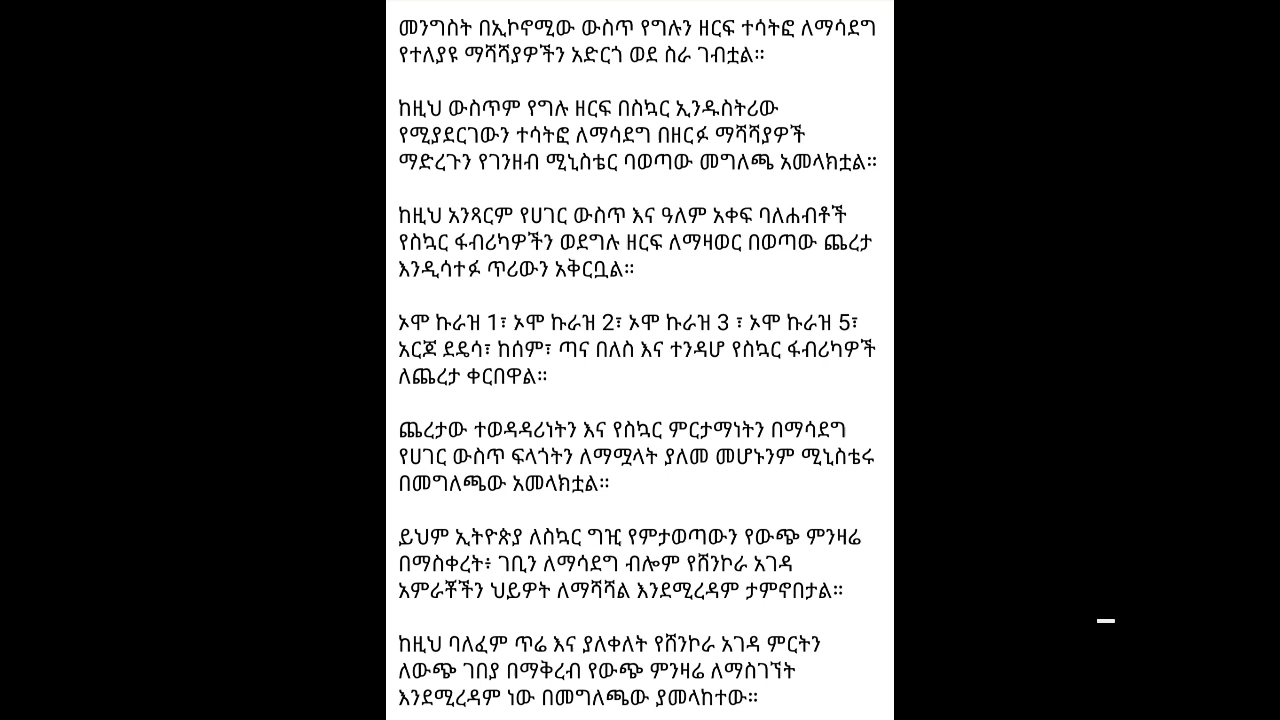 መንግስት በኢኮኖሚው ውስጥ የግሉን ዘርፍ ተሳትፎ ለማሳደግ
የተለያዩ ማሻሻያዎችን አድርጎ ወደ ስራ ገብቷል።
ከዚህ ውስጥም የግሉ ዘርፍ በስኳር ኢንዱስትሪው
የሚያደርገውን ተሳትፎ ለማሳደግ በዘርፉ ማሻሻያዎች
ማድረጉን የገንዘብ ሚኒስቴር ባወጣው መግለጫ አመላክቷል።
ከዚህ አንጻርም የሀገር ውስጥ እና ዓለም አቀፍ ባለሐብቶች
የስኳር ፋብሪካዎችን ወደግሉ ዘርፍ ለማዛወር በወጣው ጨረታ
እንዲሳተፉ ጥሪውን አቅርቧል።
ኦሞ ኩራዝ 1፣ ኦሞ ኩራዝ 2፣ ኦሞ ኩራዝ 3 ፣ ኦሞ ኩራዝ 5፣
አርጆ ደዴሳ፣ ከሰም፣ ጣና በለስ እና ተንዳሆ የስኳር ፋብሪካዎች
ለጨረታ ቀርበዋል።
ጨረታው ተወዳዳሪነትን እና የስኳር ምርታማነትን በማሳደግ
የሀገር ውስጥ ፍላጎትን ለማሟላት ያለመ መሆኑንም ሚኒስቴሩ
በመግለጫው አመላክቷል።
ይህም ኢትዮጵያ ለስኳር ግዢ የምታወጣውን የውጭ ምንዛሬ
በማስቀረት፥ ገቢን ለማሳደግ ብሎም የሸንኮራ አገዳ
አምራቾችን ህይዎት ለማሻሻል እንደሚረዳም ታምኖበታል።
ከዚህ ባለፈም ጥሬ እና ያለቀለት የሸንኮራ አገዳ ምርትን
ለውጭ ገበያ በማቅረብ የውጭ ምንዛሬ ለማስገኘት
እንደሚረዳም ነው በመግለጫው ያመላከተው።